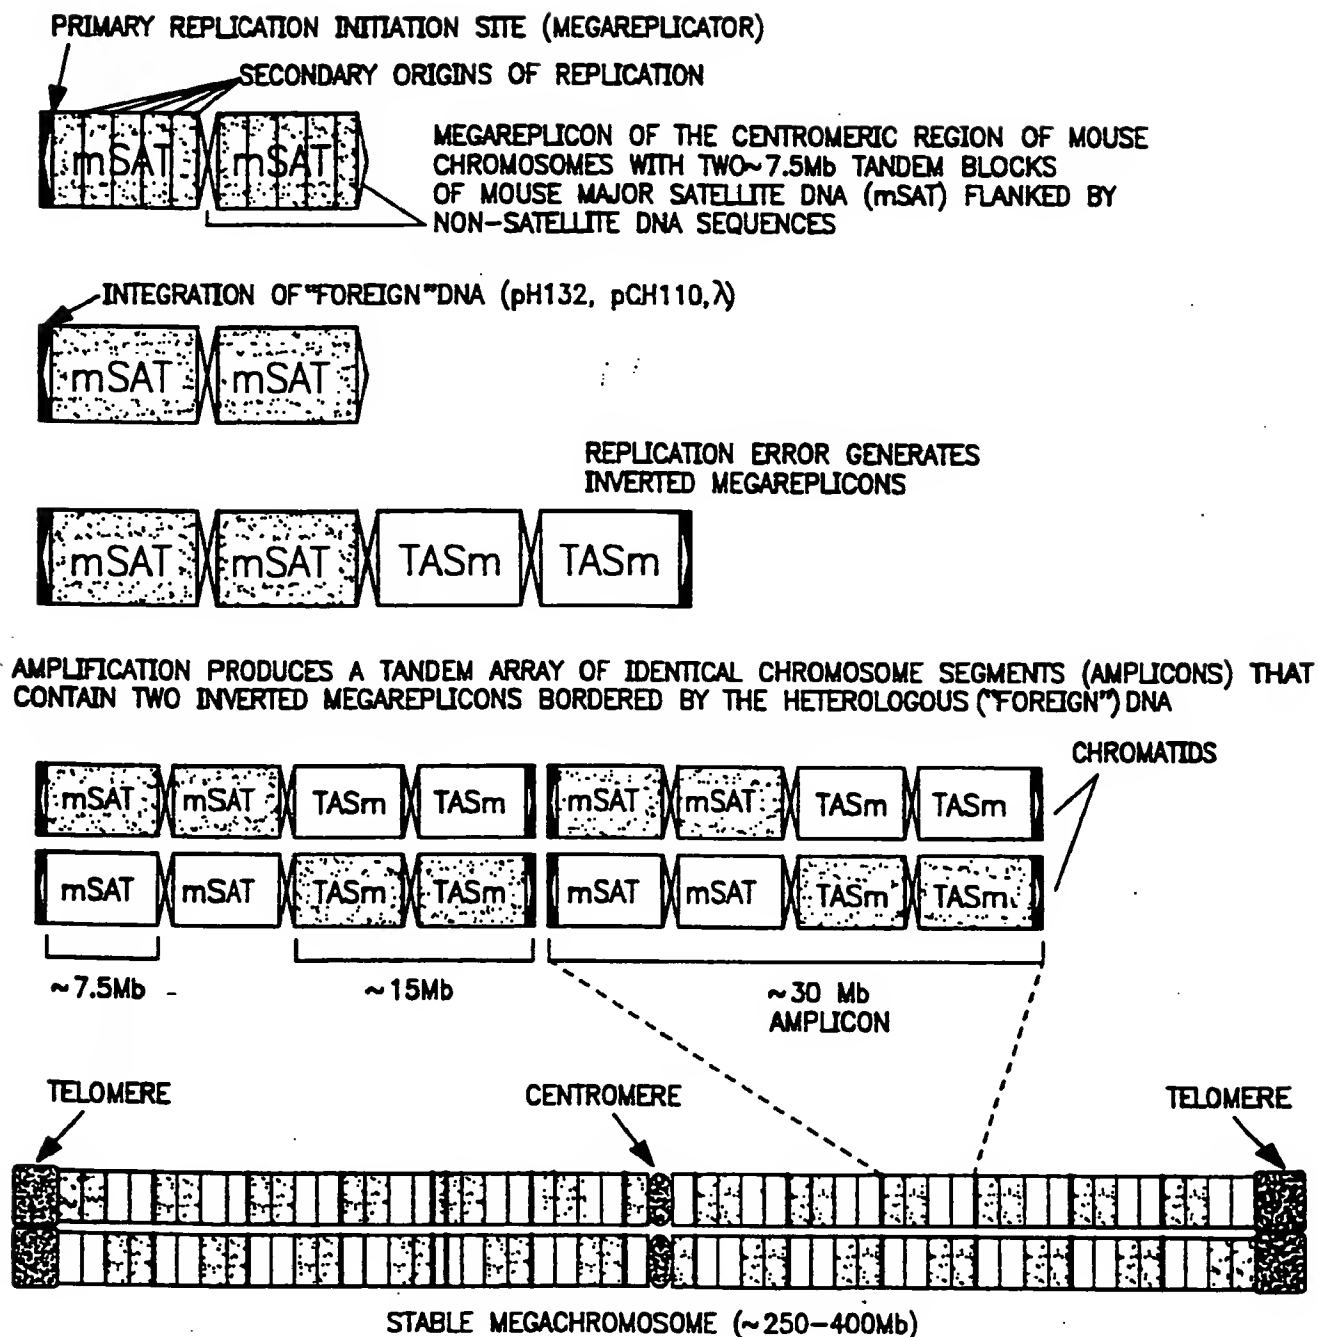 PRIMARY REPLICATION INITIATION SITE (MEGAREPLICATOR)
SECONDARY ORIGINS OF REPLICATION
mSAT mSAT
MEGAREPLICON OF THE CENTROMERIC REGION OF MOUSE
CHROMOSOMES WITH TWO~7.5Mb TANDEM BLOCKS
OF MOUSE MAJOR SATELLITE DNA (mSAT) FLANKED BY
NON-SATELLITE DNA SEQUENCES
INTEGRATION OF "FOREIGN" DNA (pH132, pCH110, λ)
mSAT mSAT
REPLICATION ERROR GENERATES
INVERTED MEGAREPLICONS
mSAT mSAT TASm TASm
AMPLIFICATION PRODUCES A TANDEM ARRAY OF IDENTICAL CHROMOSOME SEGMENTS (AMPLICONS) THAT
CONTAIN TWO INVERTED MEGAREPLICONS BORDERED BY THE HETEROLOGOUS ("FOREIGN") DNA
CHROMATIDS
mSAT mSAT TASm TASm mSAT mSAT TASm TASm
mSAT mSAT TASm TASm mSAT mSAT TASm TASm
~7.5Mb ~15Mb ~30 Mb
AMPLICON
TELOMERE CENTROMERE TELOMERE
STABLE MEGACHROMOSOME (~250-400Mb)